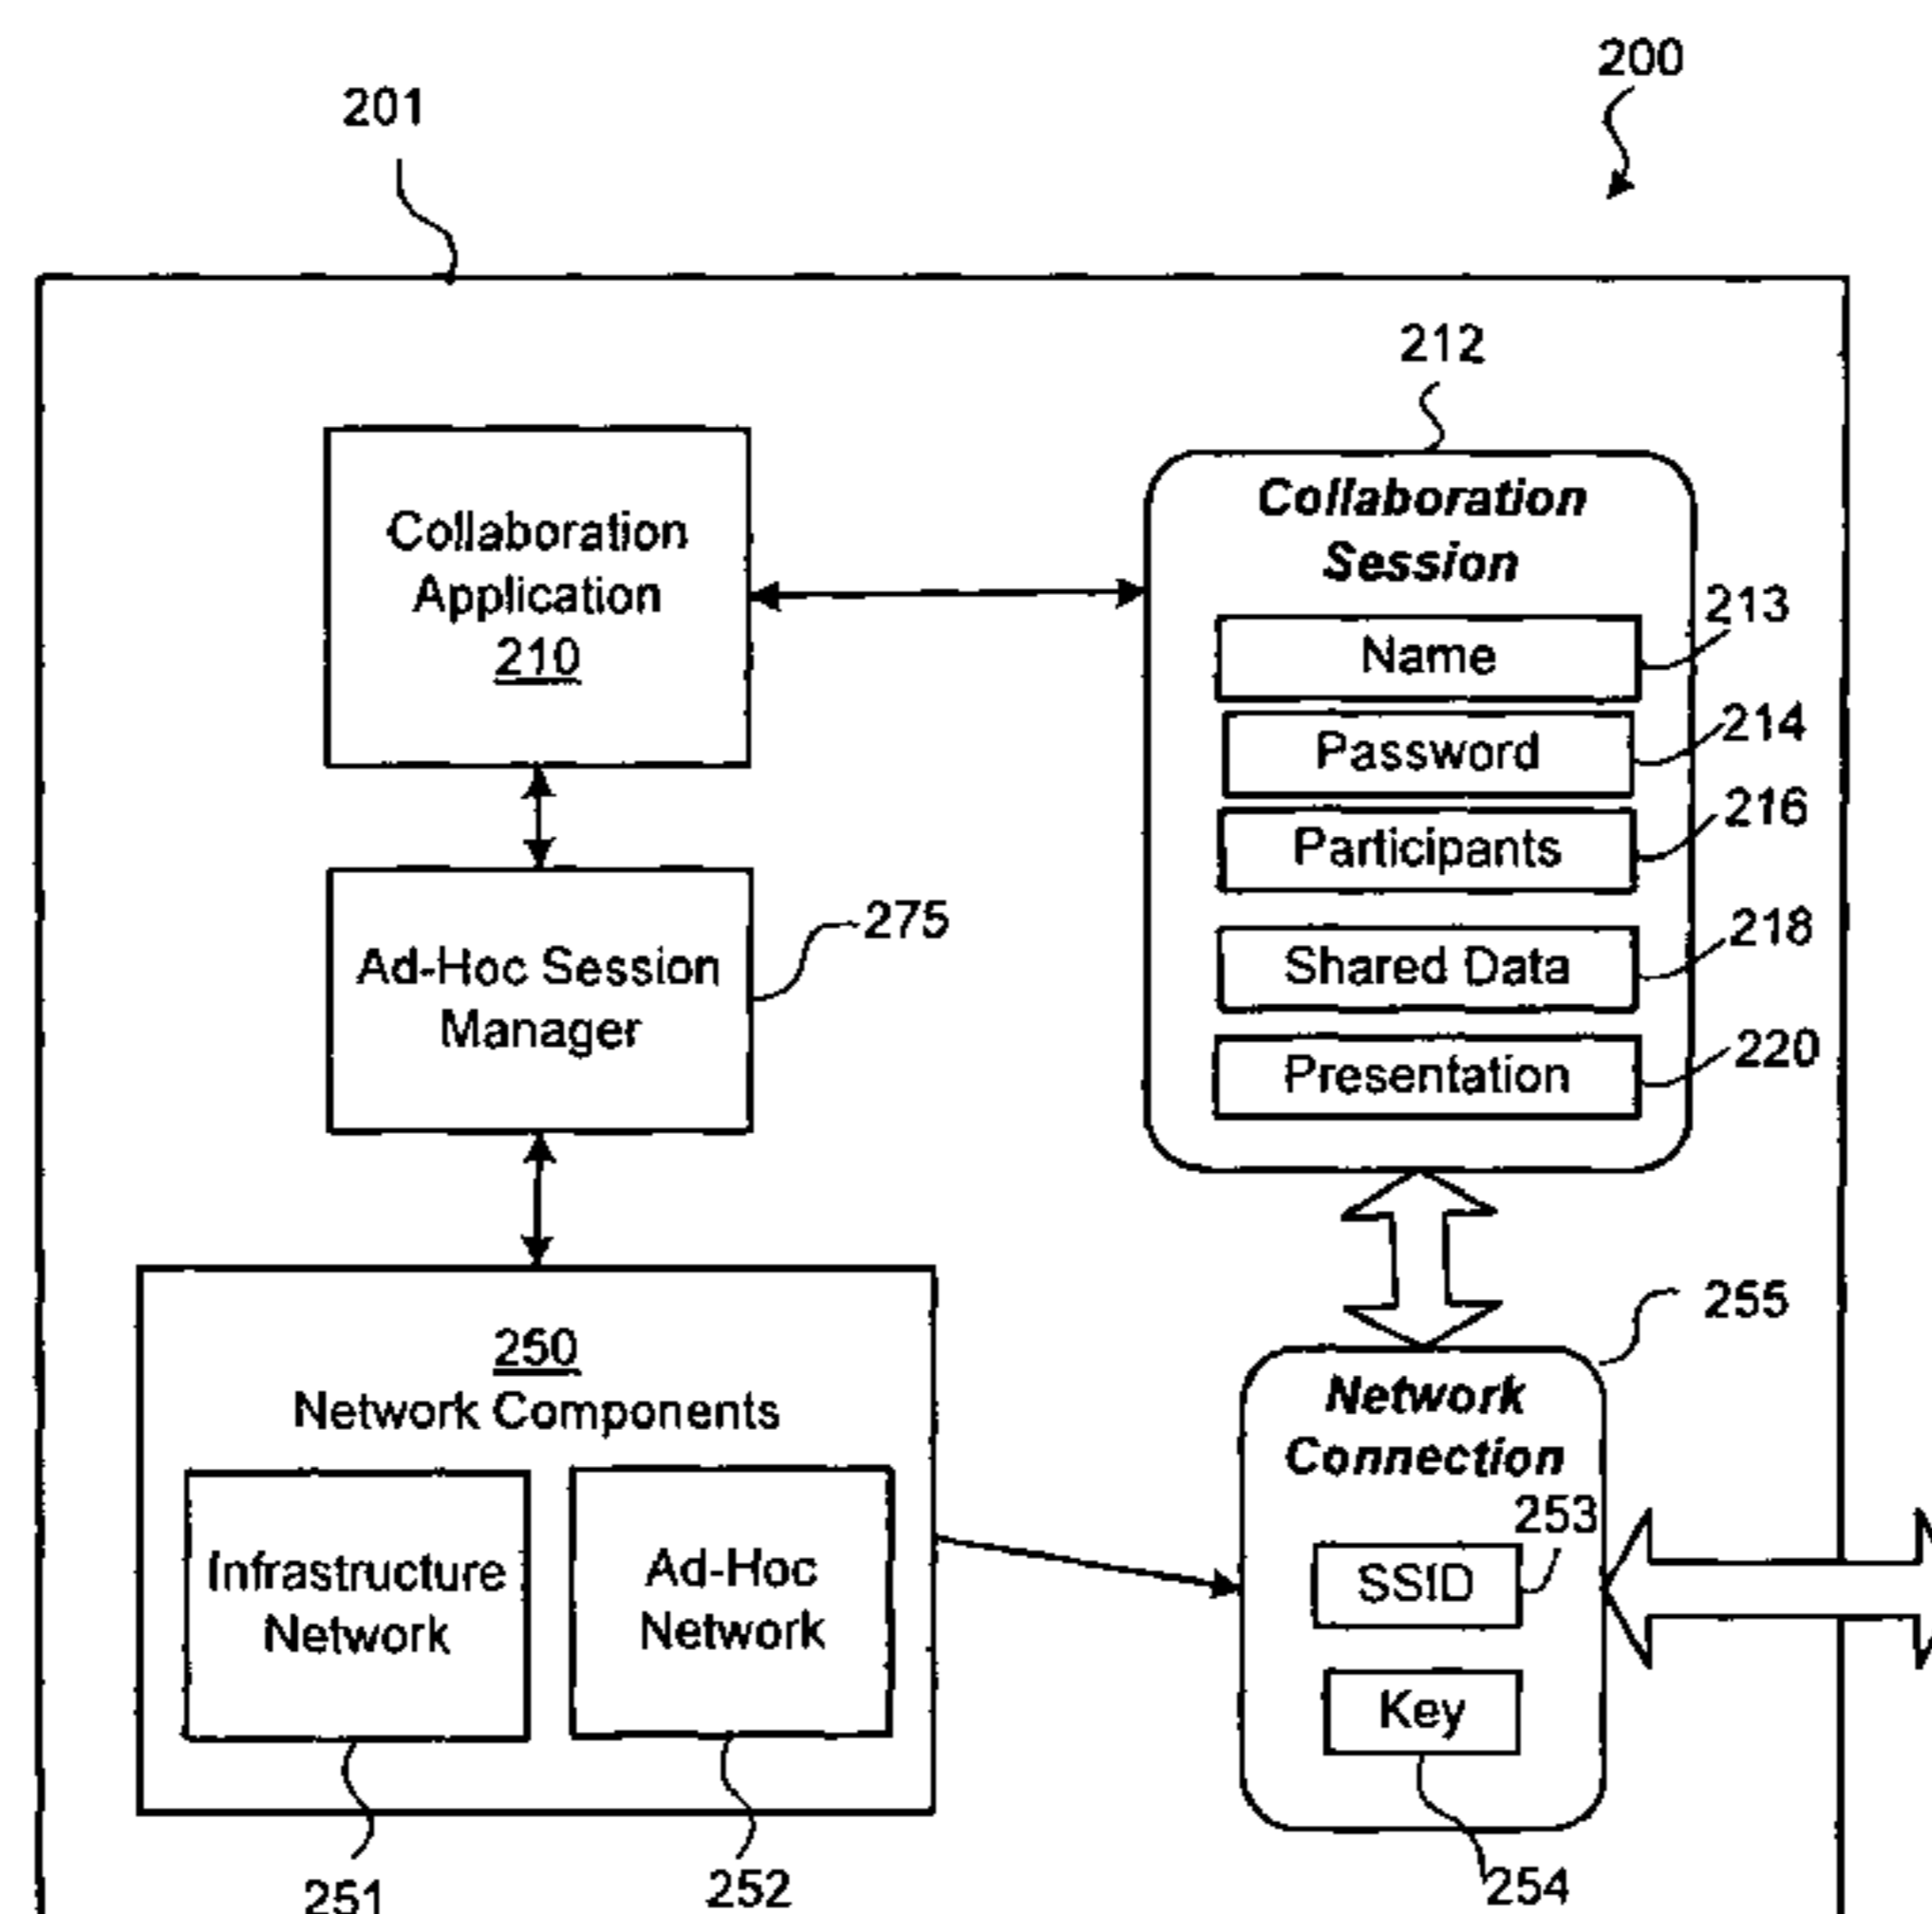 200
201
212
Collaboration
Application
210
Collaboration
Session
213
Name
214
Password
216
Participants
218
Shared Data
220
Presentation
275
Ad-Hoc Session
Manager
250
Network Components
Infrastructure
Network
Ad-Hoc
Network
251
252
255
Network
Connection
253
SSID
Key
254